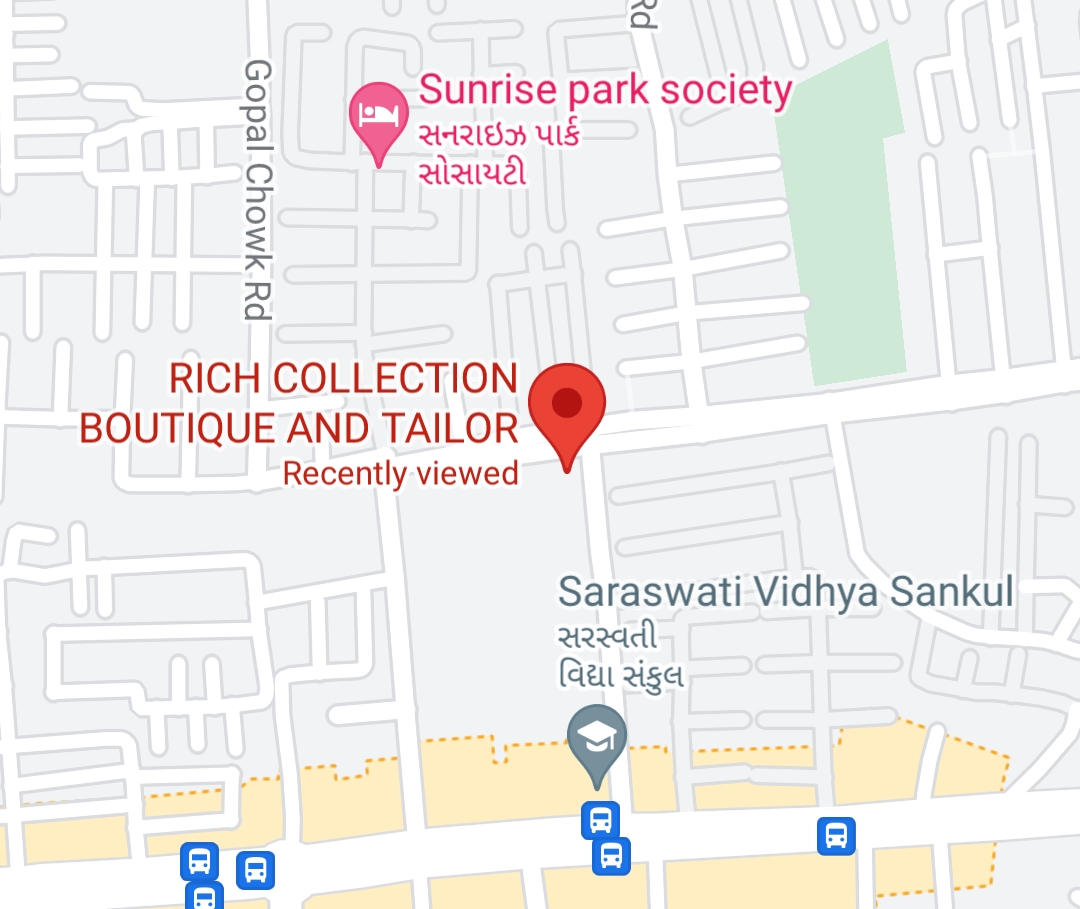 Rd
Gopal Chowk Rd
Sunrise park society
સનરાઇઝ પાર્ક
સોસાયટી
RICH COLLECTION
BOUTIQUE AND TAILOR
Recently viewed
Saraswati Vidhya Sankul
સરસ્વતી
વિદ્યા સંકુલ